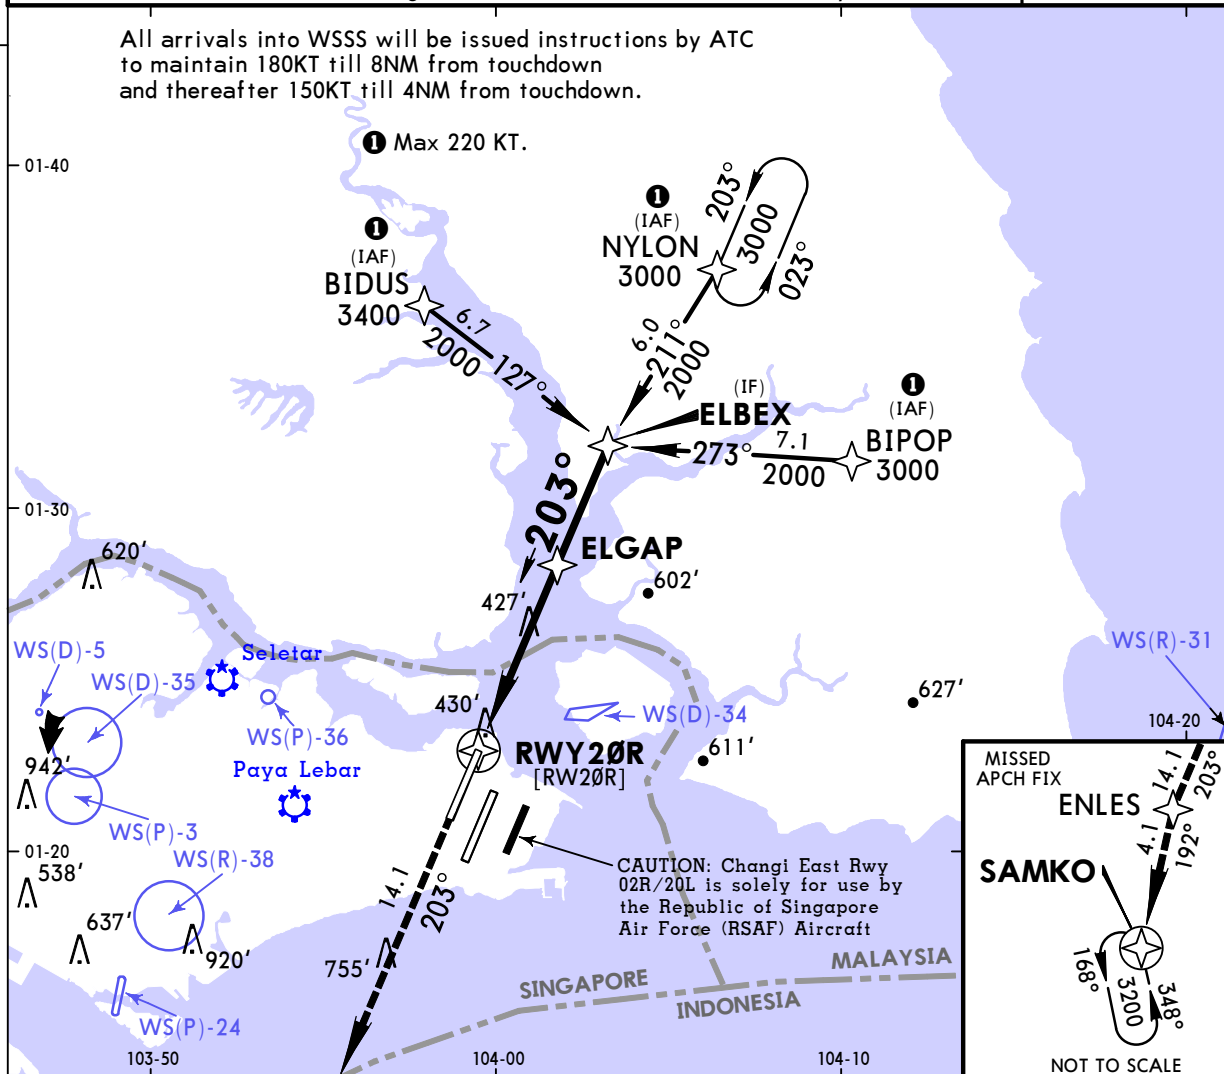 All arrivals into WSSS will be issued instructions by ATC
to maintain 180KT till 8NM from touchdown
and thereafter 150KT till 4NM from touchdown.
1 Max 220 KT.
01-40
1
(IAF)
NYLON
3000
203°
3000
023°
1
(IAF)
BIDUS
3400
6.7
2000
127°
6.0
211°
2000
(IF)
ELBEX
1
(IAF)
BIPOP
3000
273°
7.1
2000
01-30
203°
ELGAP
620'
602'
427'
WS(D)-5
Seletar
WS(R)-31
WS(D)-35
627'
430'
WS(D)-34
104-20
WS(P)-36
611'
942'
Paya Lebar
RWY20R
[RW20R]
WS(P)-3
MISSED
APCH FIX
14.1
203°
ENLES
4.1
192°
SAMKO
168°
3200
348°
NOT TO SCALE
01-20
WS(R)-38
538'
CAUTION: Changi East Rwy
02R/20L is solely for use by
the Republic of Singapore
Air Force (RSAF) Aircraft
14.1
203°
637'
920'
755'
SINGAPORE
MALAYSIA
INDONESIA
WS(P)-24
103-50
104-00
104-10